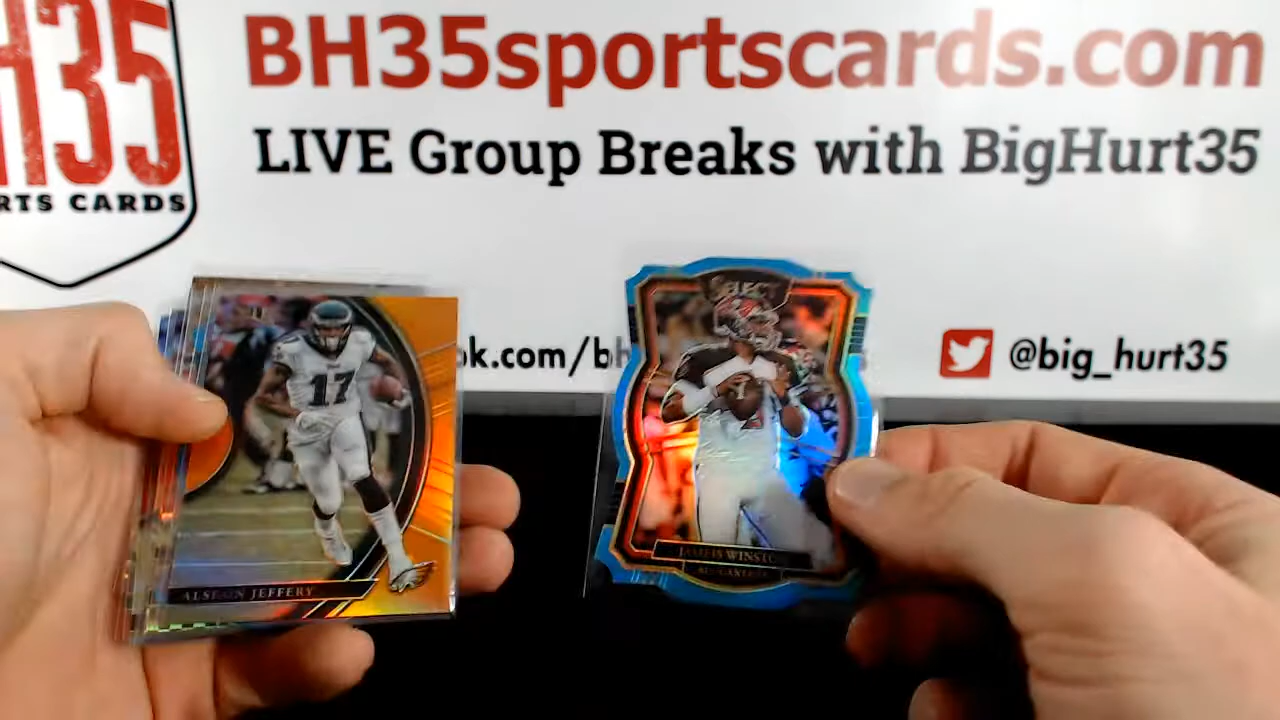 H35
RTS CARDS
BH35sportscards.com
LIVE Group Breaks with BigHurt35
ok.com/bh
@big_hurt35
17
ALSHON JEFFERY
SELECT
JAMEIS WINSTON
BUCCANEERS